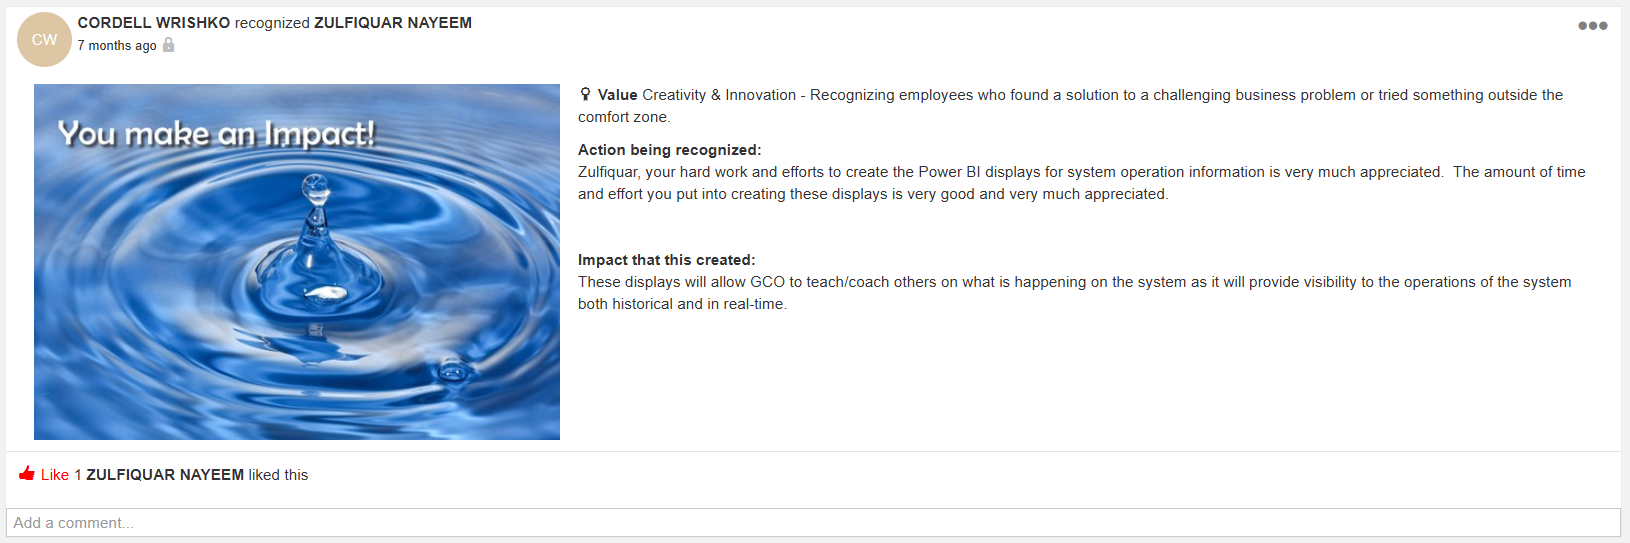 CW
CORDELL WRISHKO recognized ZULFIQUAR NAYEEM
7 months ago
You make an Impact!
Value Creativity & Innovation - Recognizing employees who found a solution to a challenging business problem or tried something outside the
comfort zone.
Action being recognized:
Zulfiquar, your hard work and efforts to create the Power BI displays for system operation information is very much appreciated.  The amount of time
and effort you put into creating these displays is very good and very much appreciated.
Impact that this created:
These displays will allow GCO to teach/coach others on what is happening on the system as it will provide visibility to the operations of the system
both historical and in real-time.
Like 1 ZULFIQUAR NAYEEM liked this
Add a comment...